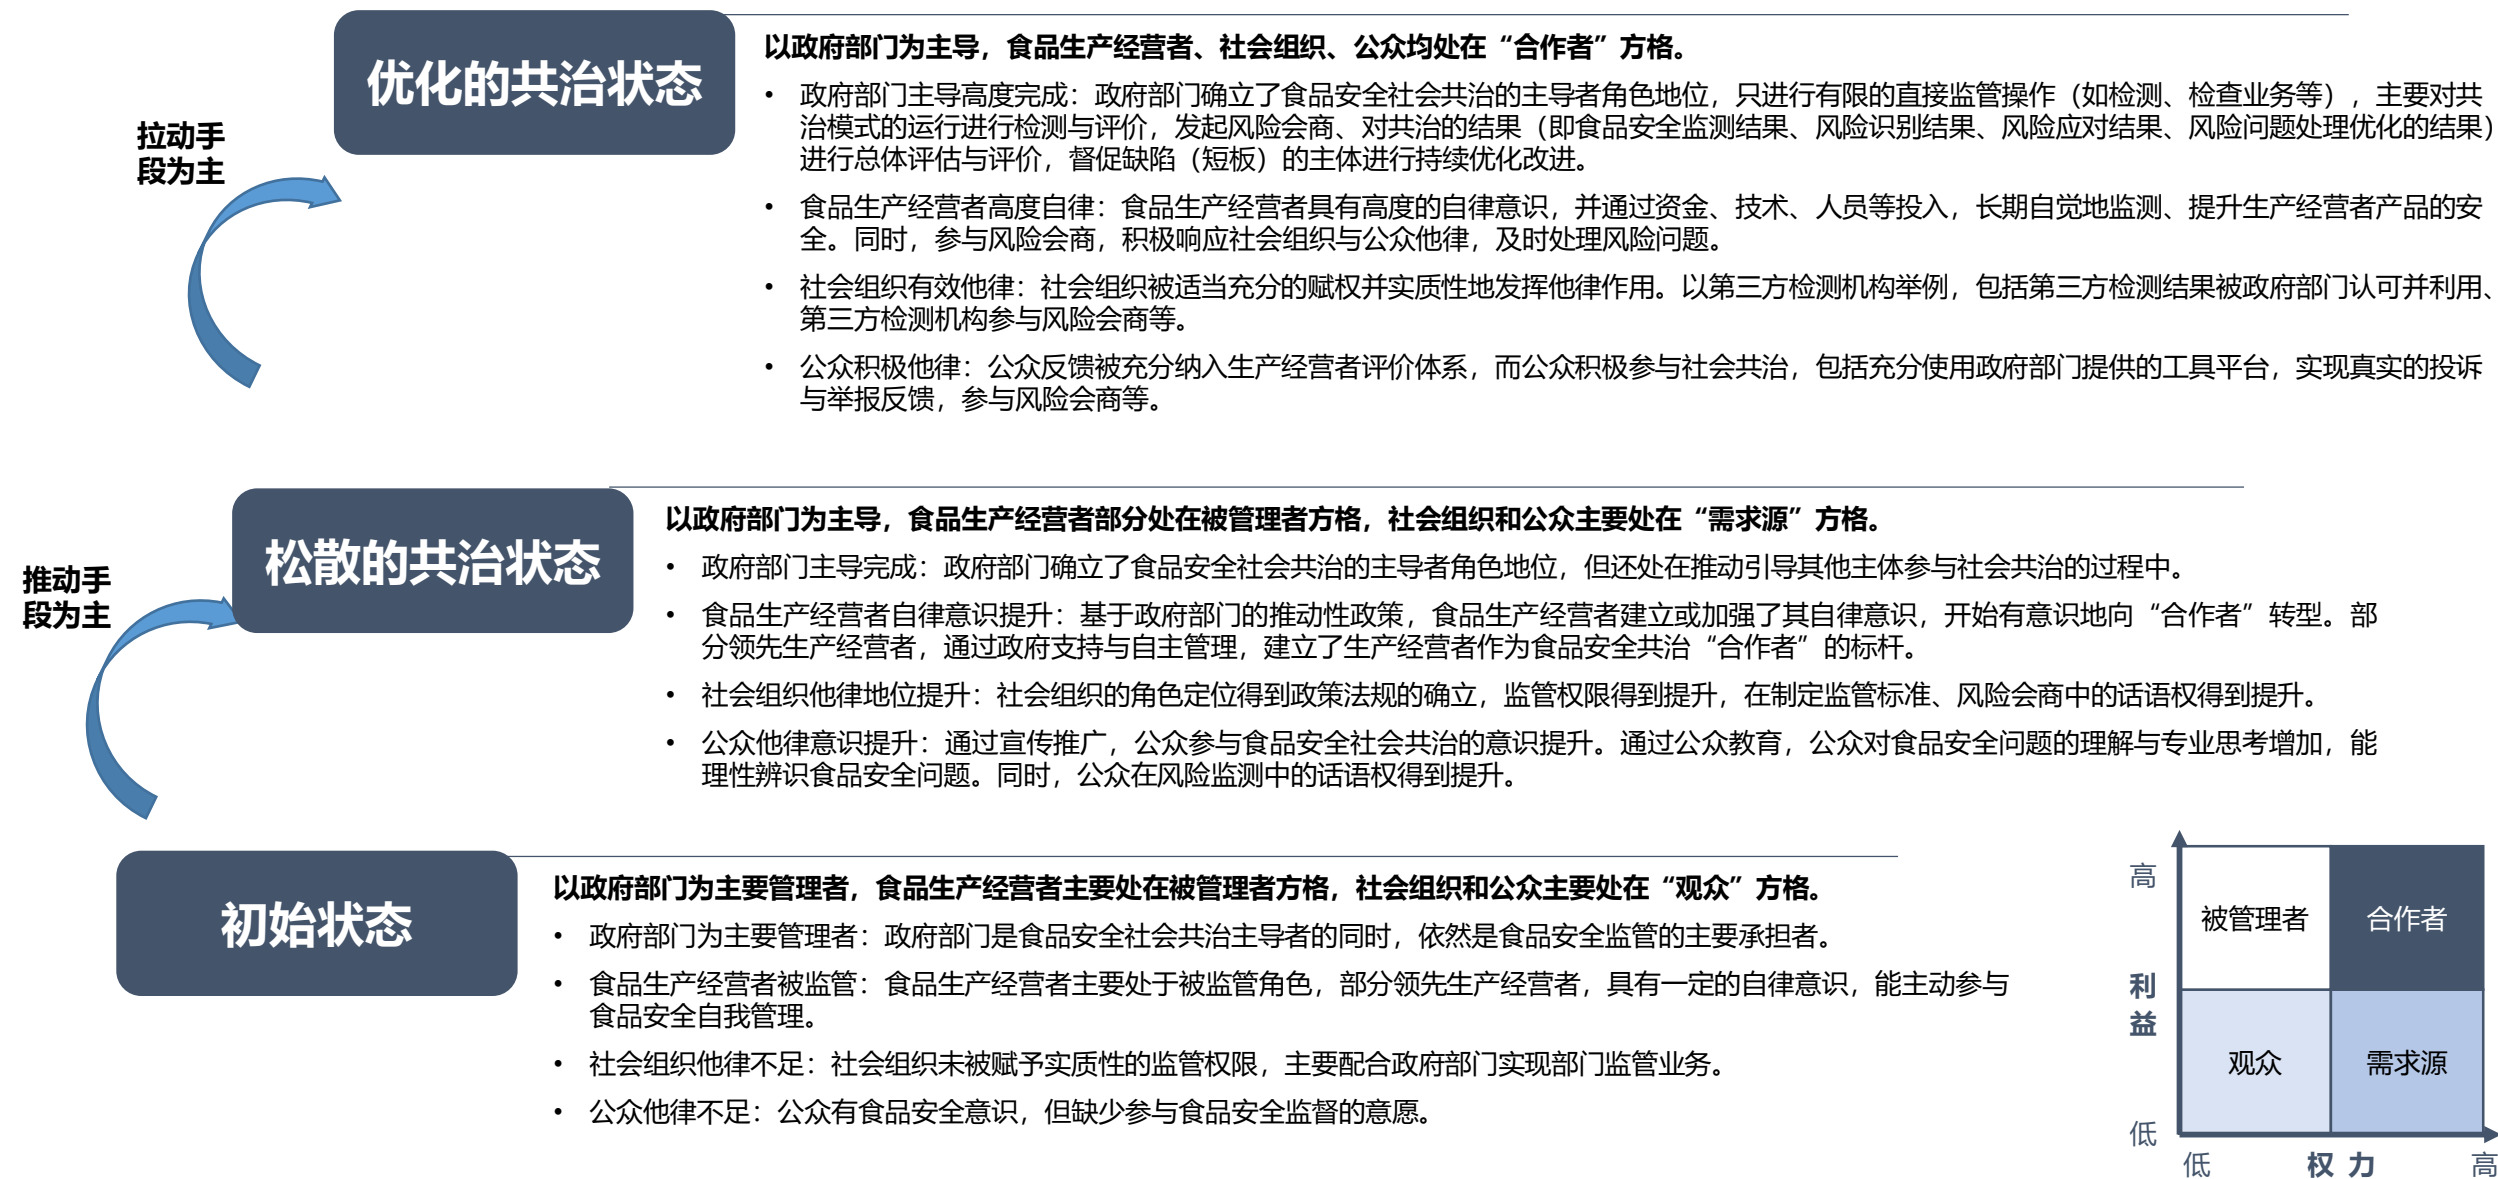 优化的共治状态
以政府部门为主导，食品生产经营者、社会组织、公众均处在“合作者”方格。
• 政府部门主导高度完成：政府部门确立了食品安全社会共治的主导者角色地位，只进行有限的直接监管操作（如检测、检查业务等），主要对共
治模式的运行进行检测与评价，发起风险会商、对共治的结果（即食品安全监测结果、风险识别结果、风险应对结果、风险问题处理优化的结果）
进行总体评估与评价，督促缺陷（短板）的主体进行持续优化改进。
• 食品生产经营者高度自律：食品生产经营者具有高度的自律意识，并通过资金、技术、人员等投入，长期自觉地监测、提升生产经营者产品的安
全。同时，参与风险会商，积极响应社会组织与公众他律，及时处理风险问题。
• 社会组织有效他律：社会组织被适当充分的赋权并实质性地发挥他律作用。以第三方检测机构举例，包括第三方检测结果被政府部门认可并利用、
第三方检测机构参与风险会商等。
• 公众积极他律：公众反馈被充分纳入生产经营者评价体系，而公众积极参与社会共治，包括充分使用政府部门提供的工具平台，实现真实的投诉
与举报反馈，参与风险会商等。
拉动手
段为主
松散的共治状态
以政府部门为主导，食品生产经营者部分处在被管理者方格，社会组织和公众主要处在“需求源”方格。
• 政府部门主导完成：政府部门确立了食品安全社会共治的主导者角色地位，但还处在推动引导其他主体参与社会共治的过程中。
• 食品生产经营者自律意识提升：基于政府部门的推动性政策，食品生产经营者建立或加强了其自律意识，开始有意识地向“合作者”转型。部
分领先生产经营者，通过政府支持与自主管理，建立了生产经营者作为食品安全共治“合作者”的标杆。
• 社会组织他律地位提升：社会组织的角色定位得到政策法规的确立，监管权限得到提升，在制定监管标准、风险会商中的话语权得到提升。
• 公众他律意识提升：通过宣传推广，公众参与食品安全社会共治的意识提升。通过公众教育，公众对食品安全问题的理解与专业思考增加，能
理性辨识食品安全问题。同时，公众在风险监测中的话语权得到提升。
推动手
段为主
初始状态
以政府部门为主要管理者，食品生产经营者主要处在被管理者方格，社会组织和公众主要处在“观众”方格。
• 政府部门为主要管理者：政府部门是食品安全社会共治主导者的同时，依然是食品安全监管的主要承担者。
• 食品生产经营者被监管：食品生产经营者主要处于被监管角色，部分领先生产经营者，具有一定的自律意识，能主动参与
食品安全自我管理。
• 社会组织他律不足：社会组织未被赋予实质性的监管权限，主要配合政府部门实现部门监管业务。
• 公众他律不足：公众有食品安全意识，但缺少参与食品安全监督的意愿。
高
被管理者
合作者
利
益
观众
需求源
低
低
权 力
高